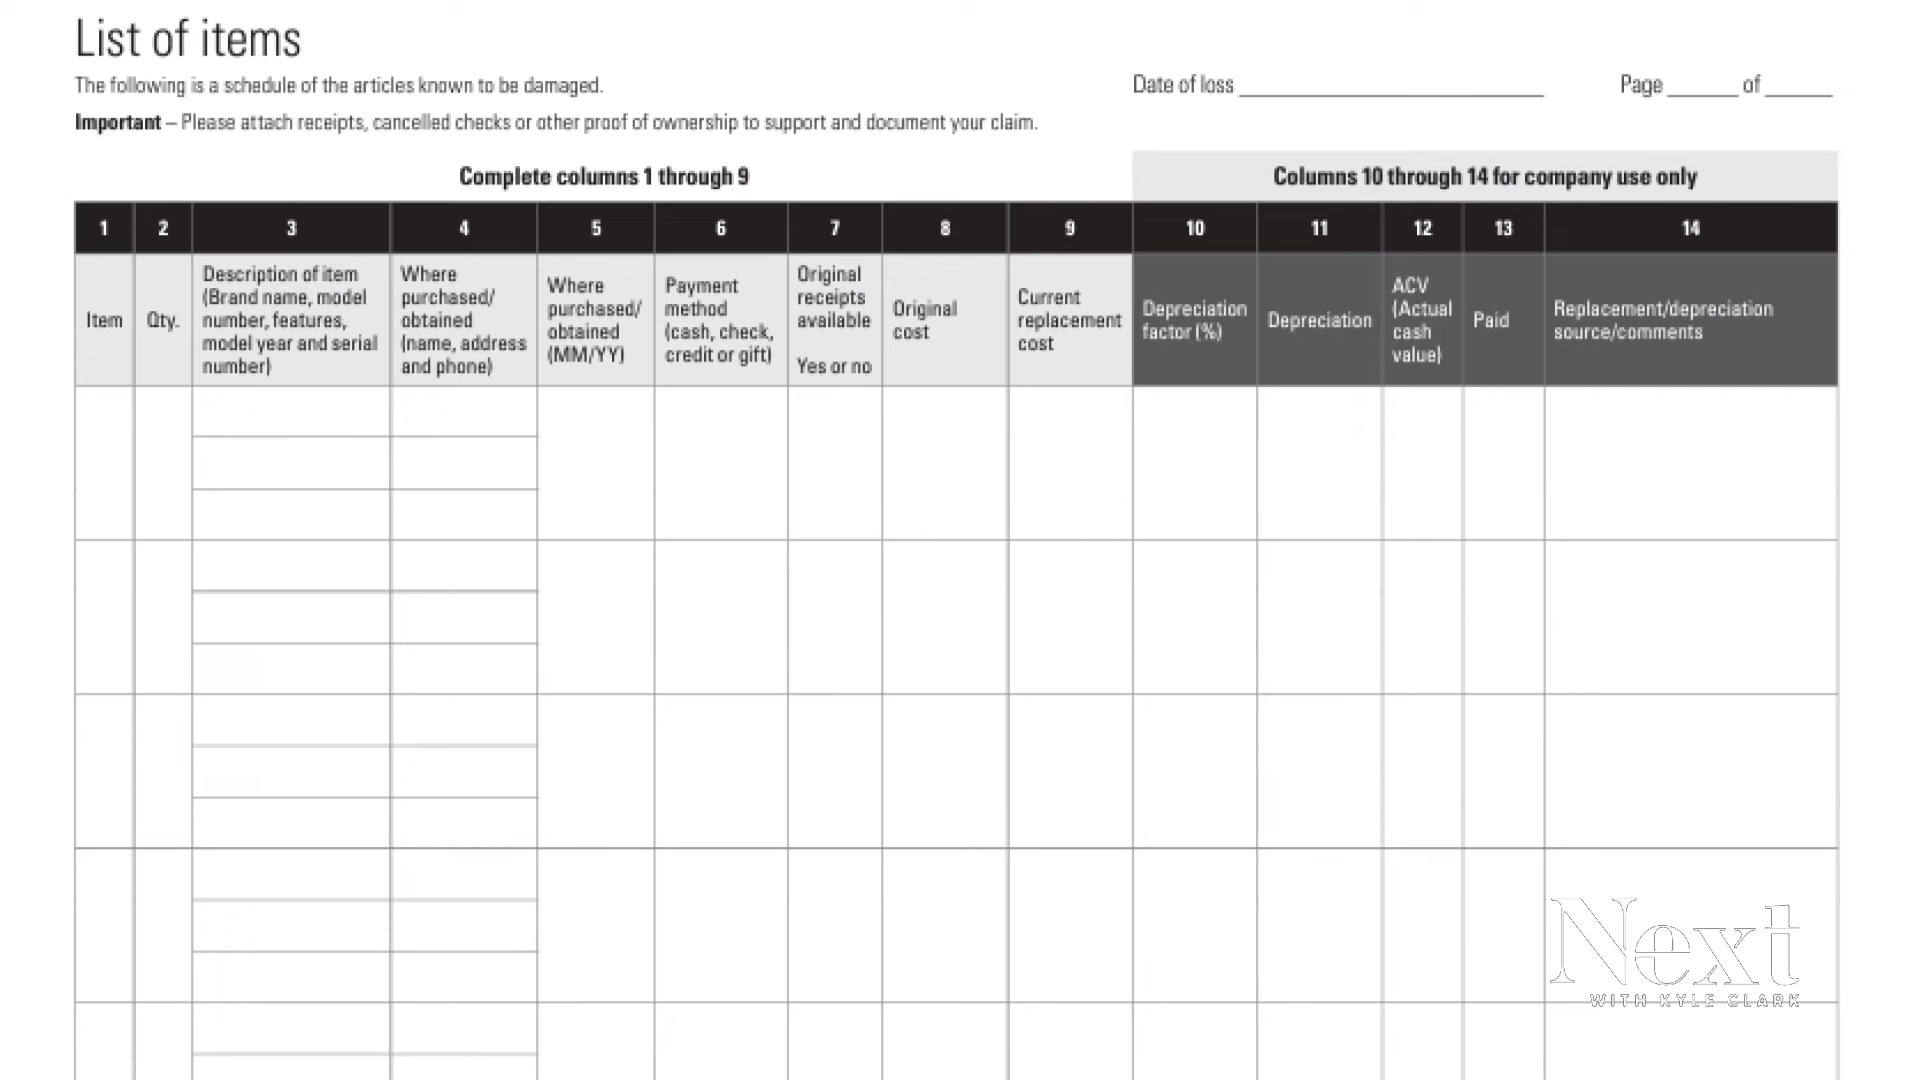 List of items
The following is a schedule of the articles known to be damaged.
Date of loss
Page of
Important – Please attach receipts, cancelled checks or other proof of ownership to support and document your claim.
Complete columns 1 through 9
Columns 10 through 14 for company use only
1 2 3 4 5 6 7 8 9 10 11 12 13 14
Item
Qty.
Description of item
(Brand name, model
number, features,
model year and serial
number)
Where
purchased/
obtained
(name, address
and phone)
Where
purchased/
obtained
(MM/YY)
Payment
method
(cash, check,
credit or gift)
Original
receipts
available
Yes or no
Original
cost
Current
replacement
cost
Depreciation
factor (%)
Depreciation
ACV
(Actual
cash
value)
Paid
Replacement/depreciation
source/comments
Next
WITH KYLE CLARK